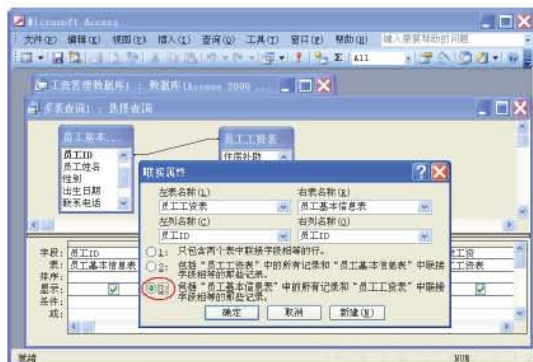 Microsoft Access
文件(F) 编辑(E) 视图(V) 插入(I) 查询(Q) 工具(T) 窗口(W) 帮助(H) 键入需要帮助的问题
Σ All
工资管理数据库1 : 数据库(Access 2000 ...
多表查询1 : 选择查询
员工基本... 员工工资表
员工ID 住房补助
员工姓名
性别
出生日期
联系电话
联接属性
左表名称(L) 右表名称(R)
员工工资表 员工基本信息表
左列名称(C) 右列名称(O)
员工ID 员工ID
1: 只包含两个表中联接字段相等的行。
2: 包括“员工工资表”中的所有记录和“员工基本信息表”中联接
字段相等的那些记录。
3: 包括“员工基本信息表”中的所有记录和“员工工资表”中联接
字段相等的那些记录。
确定 取消 新建(N)
字段: 员工ID
表: 员工基本信息表 工资表
排序:
显示:
条件:
或:
就绪 NUM